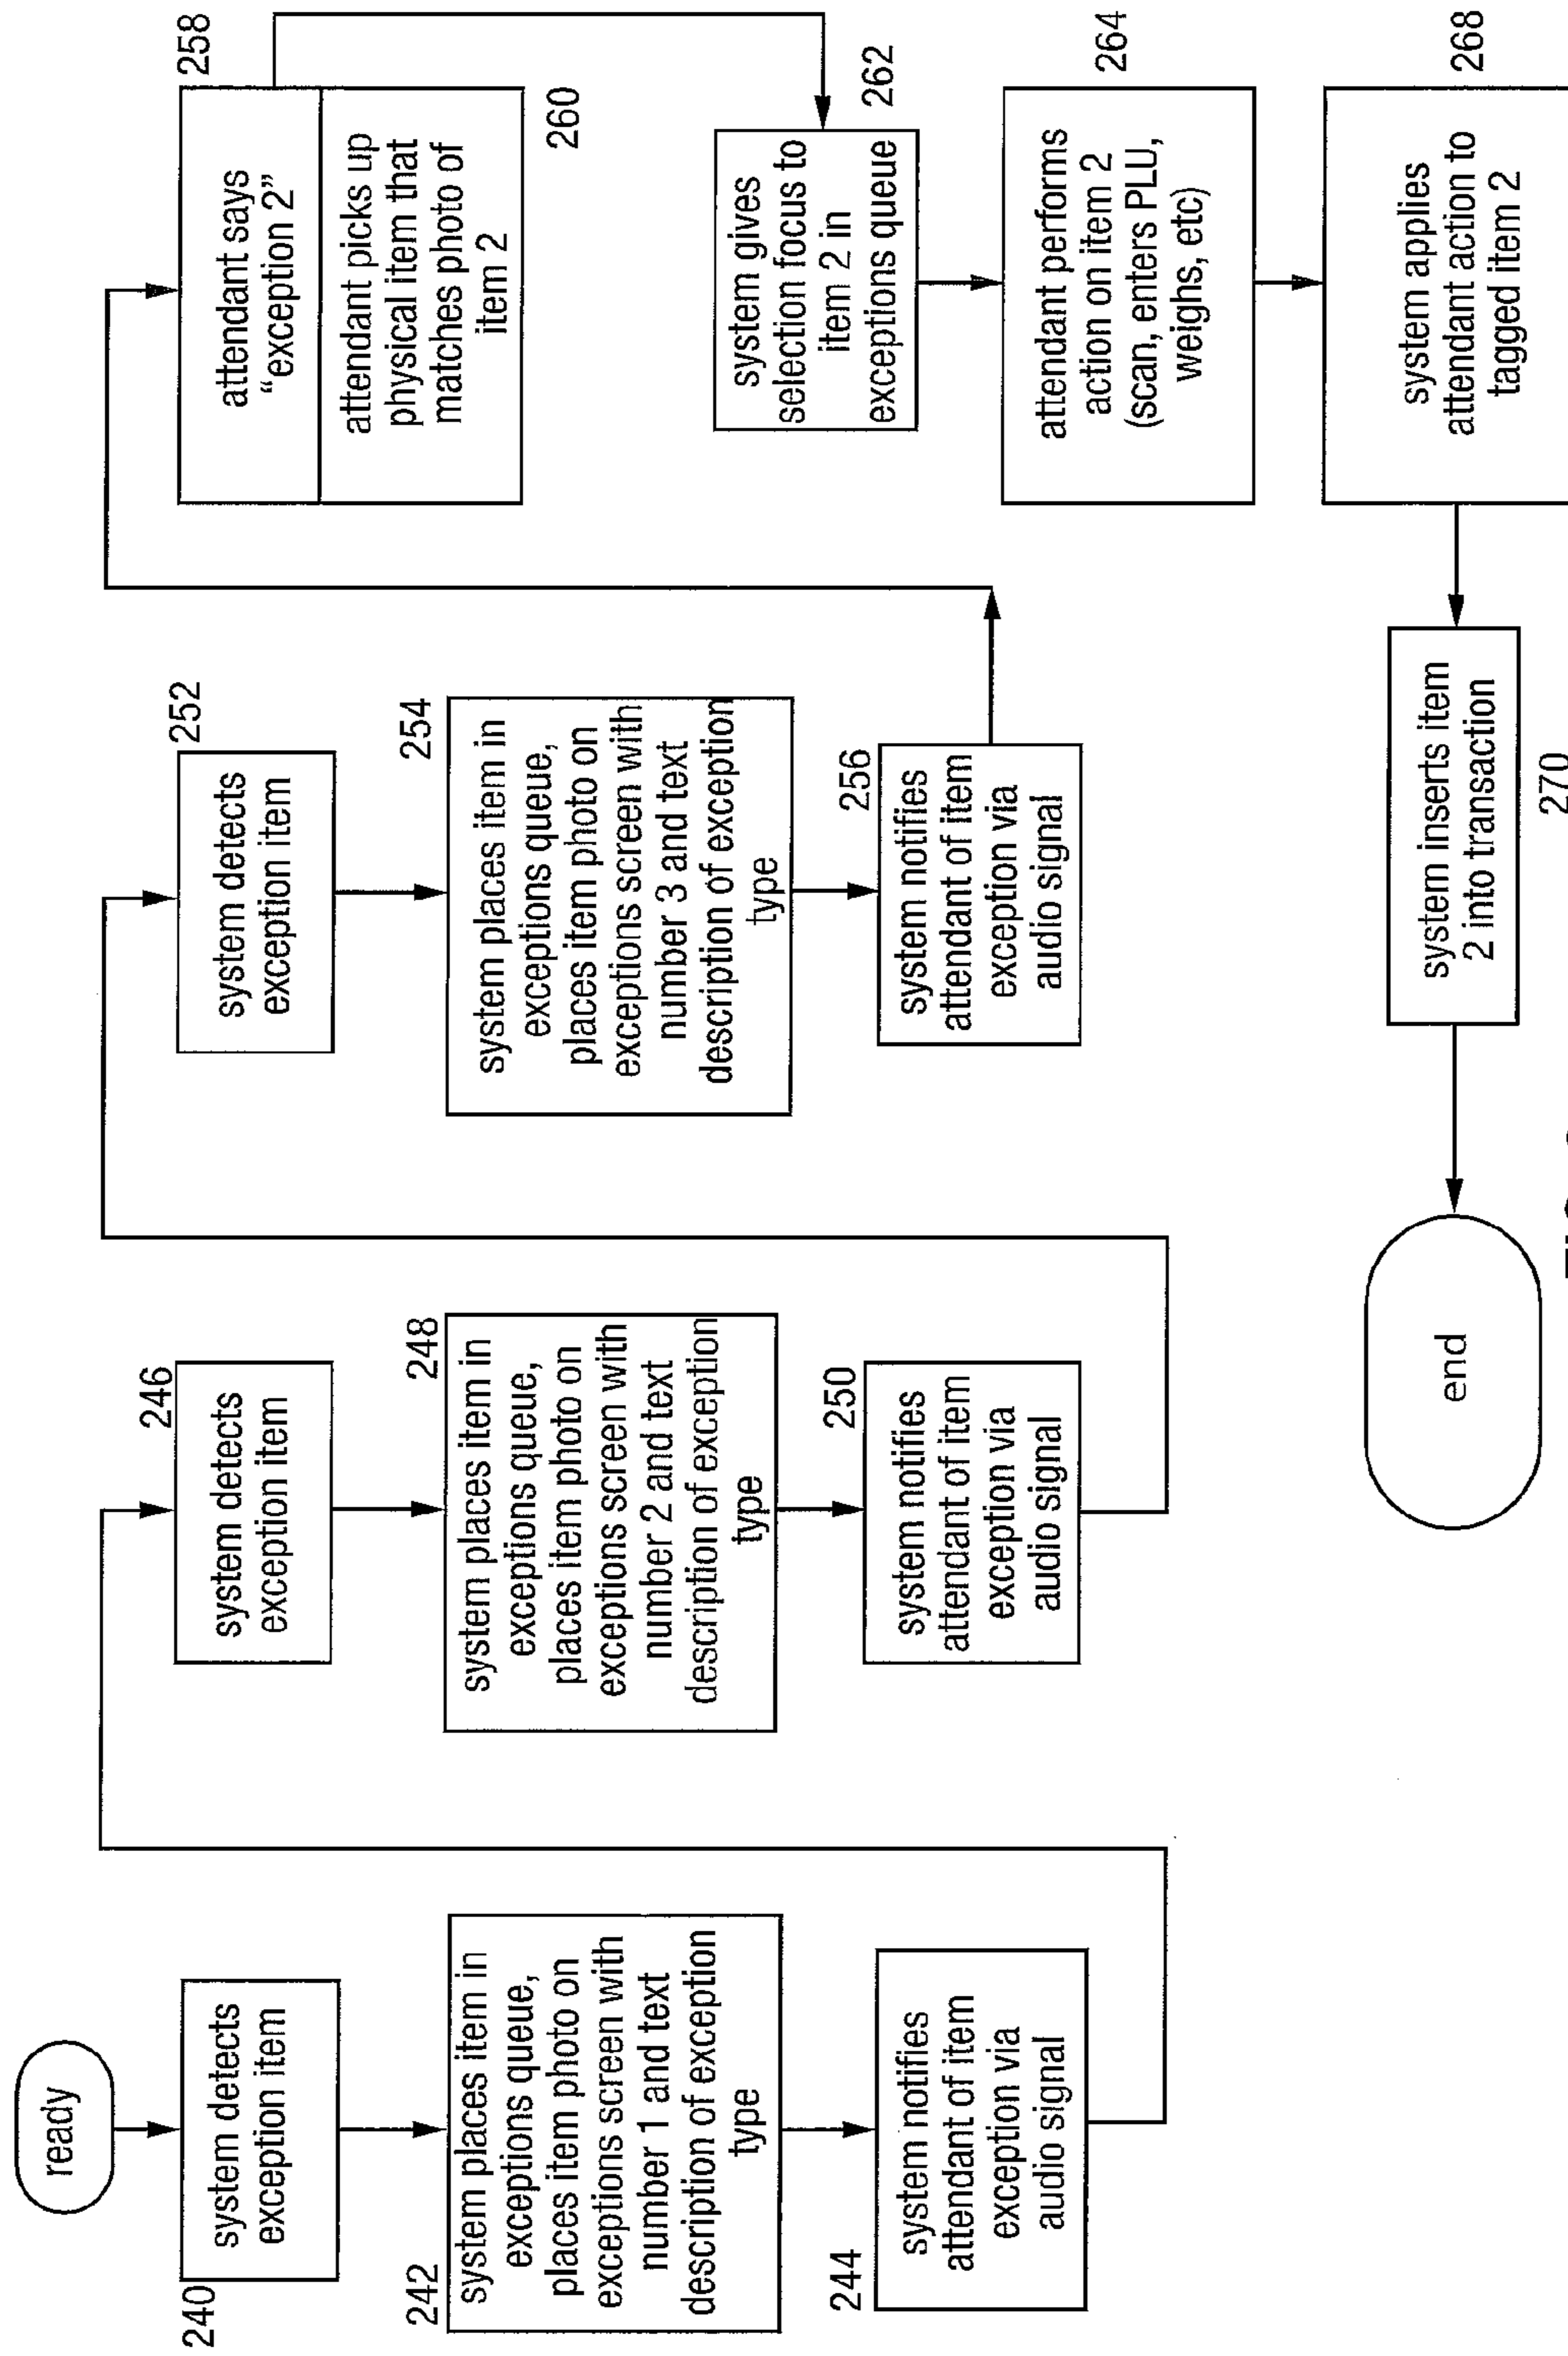 ready
240
system detects
exception item
242
system places item in
exceptions queue,
places item photo on
exceptions screen with
number 1 and text
description of exception
type
244
system notifies
attendant of item
exception via
audio signal
246
system detects
exception item
248
system places item in
exceptions queue,
places item photo on
exceptions screen with
number 2 and text
description of exception
type
250
system notifies
attendant of item
exception via
audio signal
252
system detects
exception item
254
system places item in
exceptions queue,
places item photo on
exceptions screen with
number 3 and text
description of exception
type
256
system notifies
attendant of item
exception via
audio signal
258
attendant says
“exception 2”
attendant picks up
physical item that
matches photo of
item 2
260
262
system gives
selection focus to
item 2 in
exceptions queue
264
attendant performs
action on item 2
(scan, enters PLU,
weighs, etc)
268
system applies
attendant action to
tagged item 2
system inserts item
2 into transaction
270
end